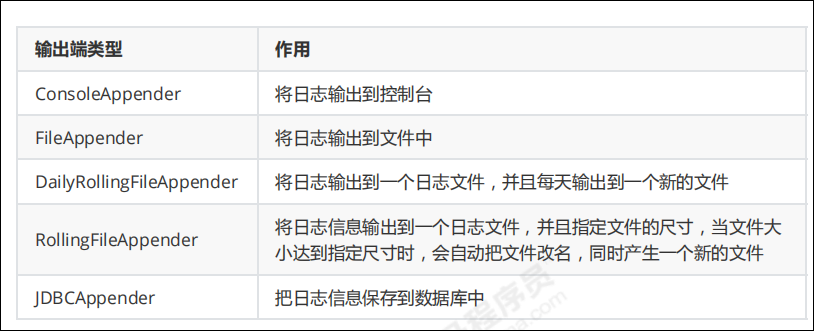 输出端类型 作用
ConsoleAppender 将日志输出到控制台
FileAppender 将日志输出到文件中
DailyRollingFileAppender 将日志输出到一个日志文件，并且每天输出到一个新的文件
RollingFileAppender 将日志信息输出到一个日志文件，并且指定文件的尺寸，当文件大
小达到指定尺寸时，会自动把文件改名，同时产生一个新的文件
JDBCAppender 把日志信息保存到数据库中
程序员